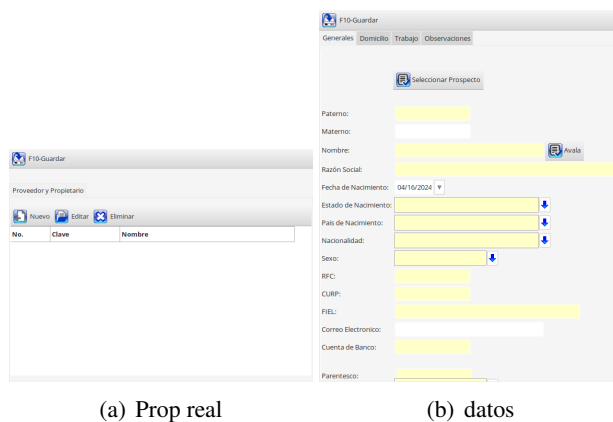 F10-Guardar
Proveedor y Propietario
Nuevo Editar Eliminar
No. Clave Nombre
(a) Prop real
F10-Guardar
Generales Domicilio Trabajo Observaciones
Seleccionar Prospecto
Paterno:
Materno:
Nombre: Avala
Razón Social:
Fecha de Nacimiento: 04/16/2024
Estado de Nacimiento:
Pais de Nacimiento:
Nacionalidad:
Sexo:
RFC:
CURP:
FIEL:
Correo Electronico:
Cuenta de Banco:
Parentesco:
(b) datos